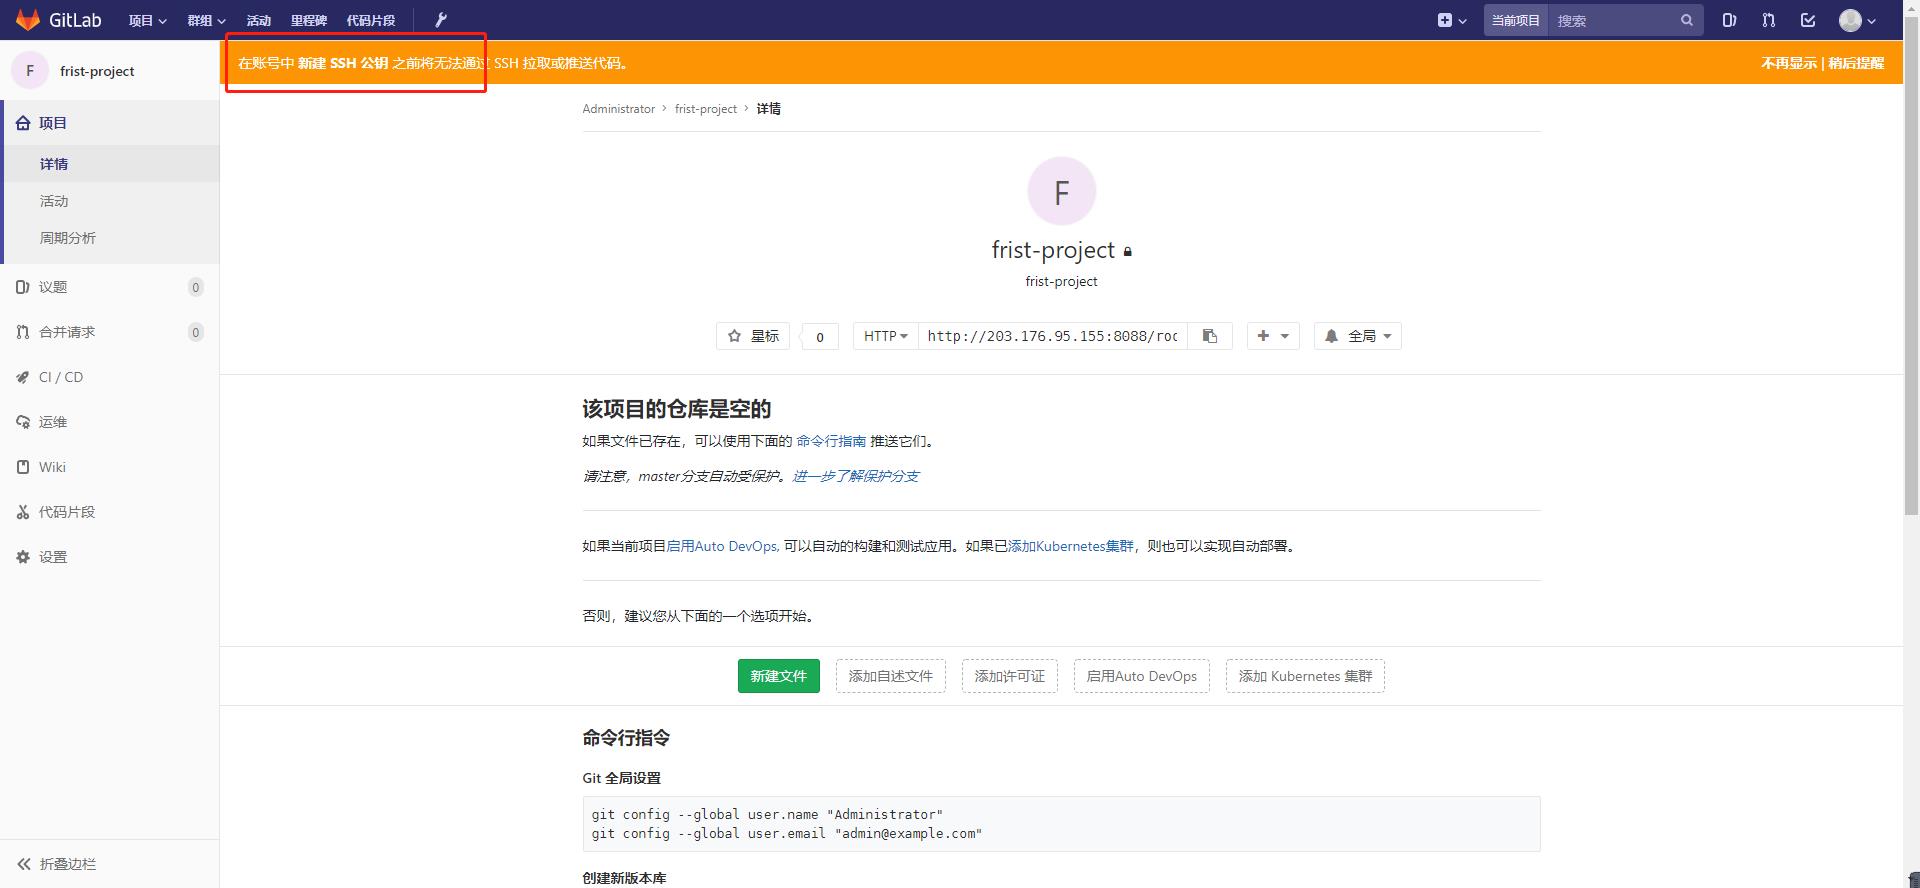 GitLab 项目 群组 活动 里程碑 代码片段 当前项目 搜索
F frist-project
在账号中 新建 SSH 公钥 之前将无法通过 SSH 拉取或推送代码。 不再显示 | 稍后提醒
项目
详情
活动
周期分析
议题 0
合并请求 0
CI / CD
运维
Wiki
代码片段
设置
折叠边栏
Administrator › frist-project › 详情
F
frist-project
frist-project
星标 0 HTTP http://203.176.95.155:8088/roo 全局
该项目的仓库是空的
如果文件已存在，可以使用下面的 命令行指南 推送它们。
请注意，master分支自动受保护。进一步了解保护分支
如果当前项目启用Auto DevOps, 可以自动的构建和测试应用。如果已添加Kubernetes集群，则也可以实现自动部署。
否则，建议您从下面的一个选项开始。
新建文件 添加自述文件 添加许可证 启用Auto DevOps 添加 Kubernetes 集群
命令行指令
Git 全局设置
git config --global user.name "Administrator"
git config --global user.email "admin@example.com"
创建新版本库